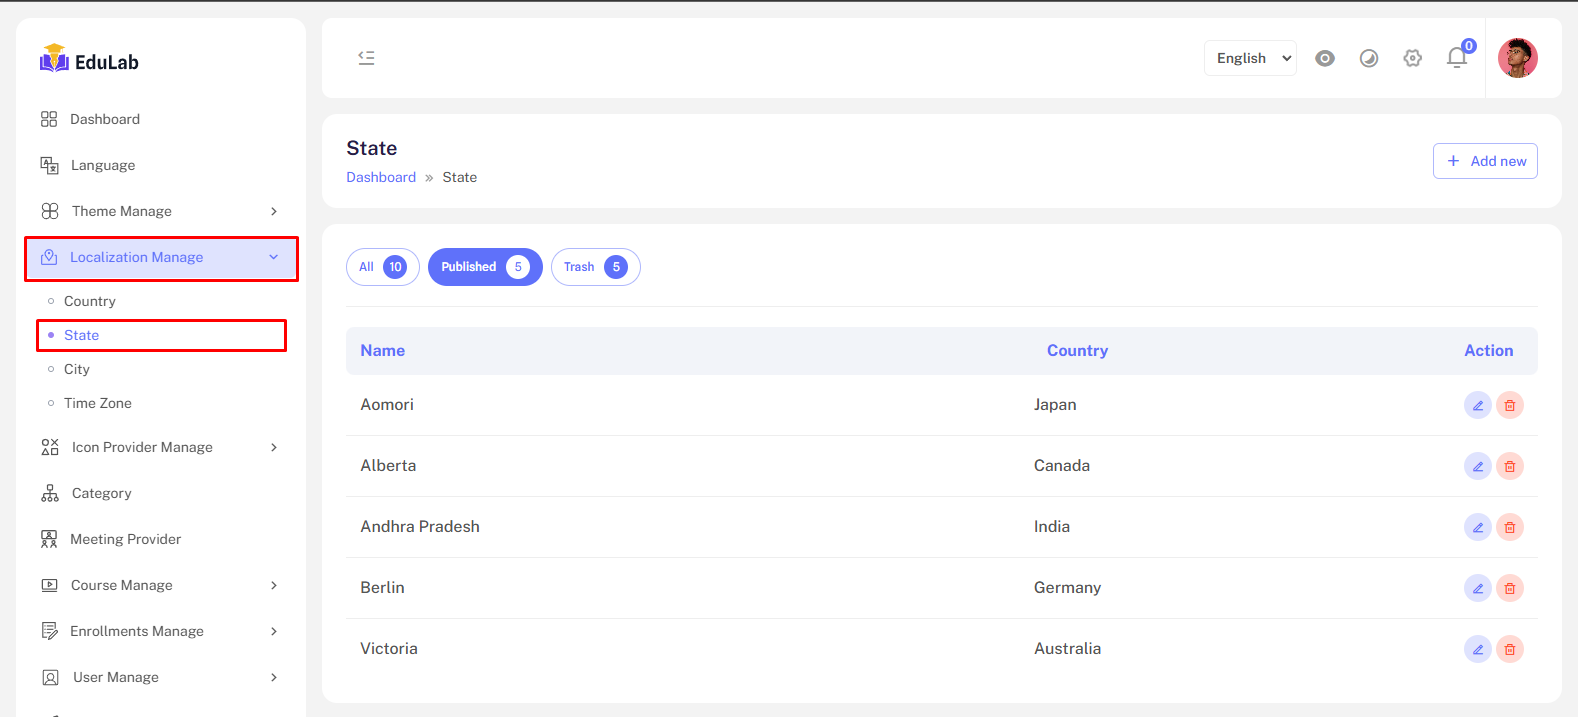 EduLab
Dashboard
Language
Theme Manage
Localization Manage
Country
State
City
Time Zone
Icon Provider Manage
Category
Meeting Provider
Course Manage
Enrollments Manage
User Manage
English
0
State
Dashboard » State
+ Add new
All 10 Published 5 Trash 5
Name Country Action
Aomori Japan
Alberta Canada
Andhra Pradesh India
Berlin Germany
Victoria Australia